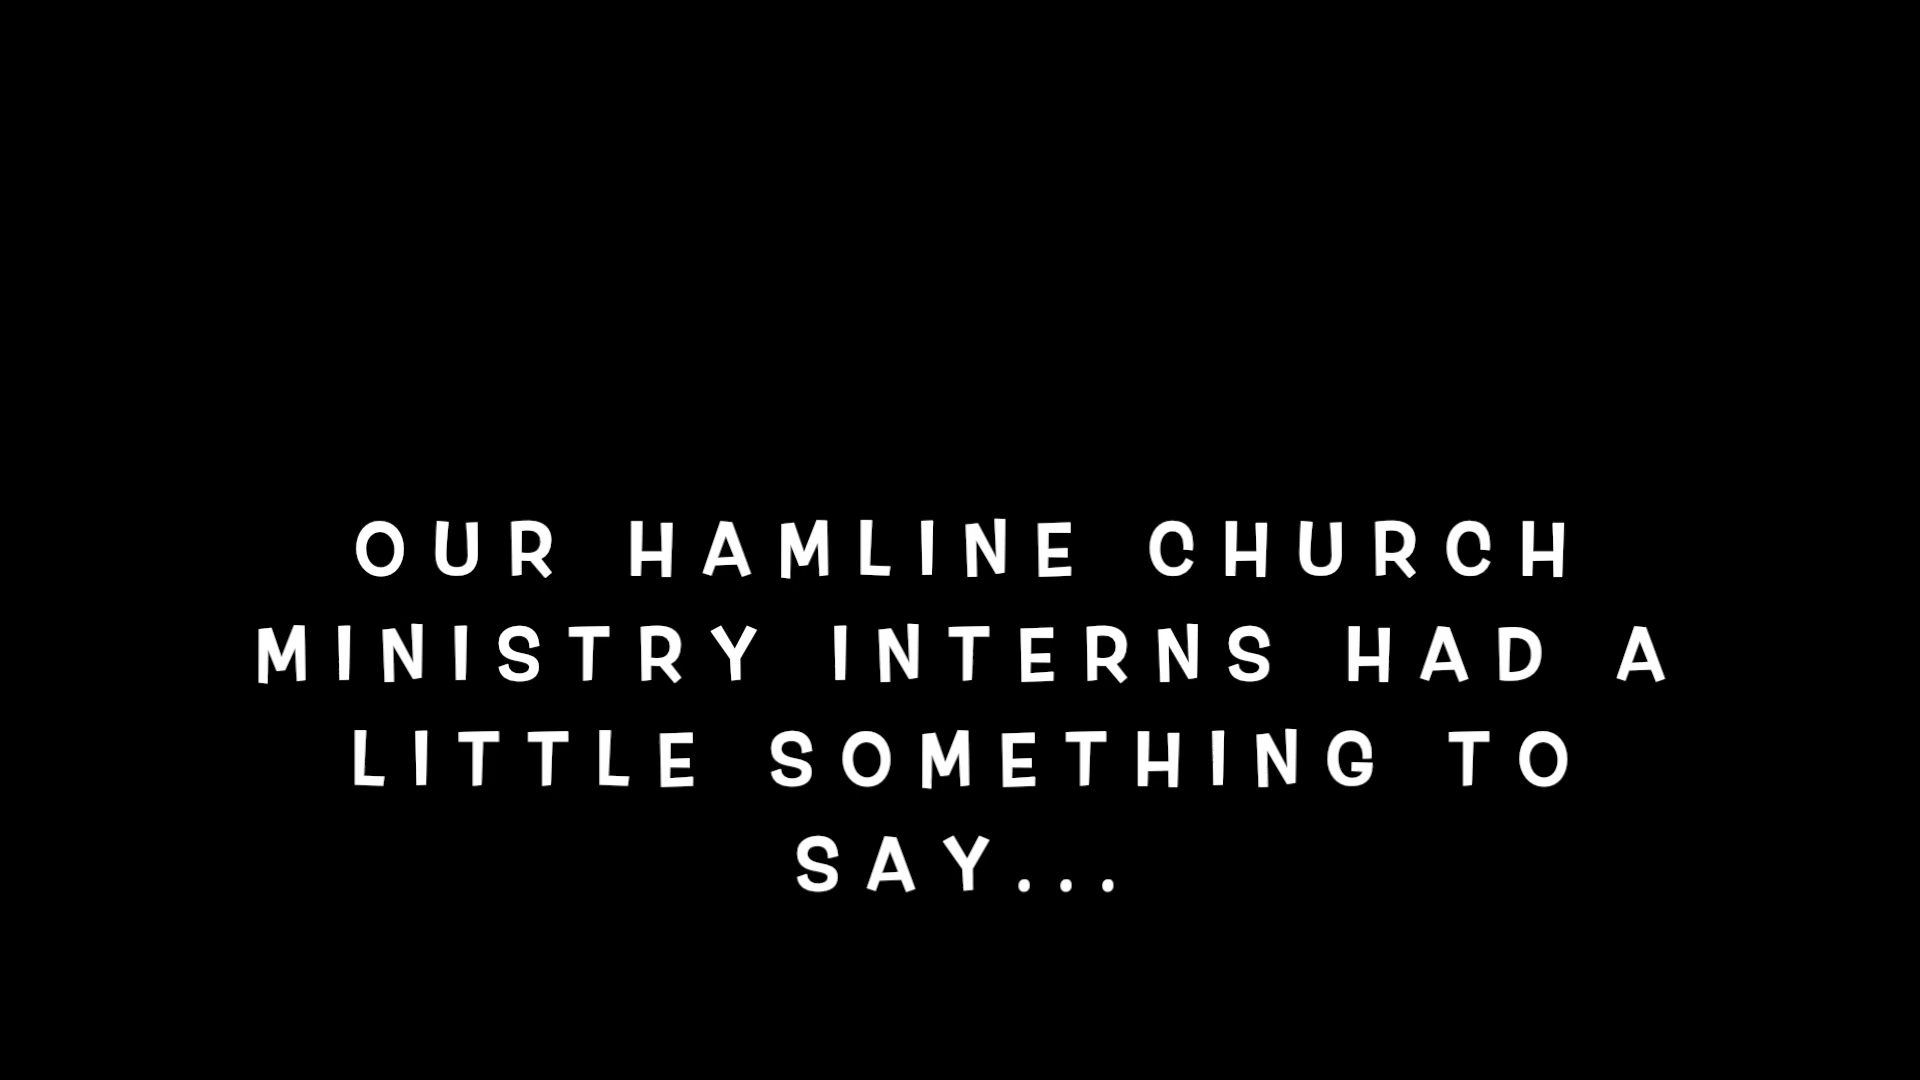 OUR HAMLINE CHURCH
MINISTRY INTERNS HAD A
LITTLE SOMETHING TO
SAY...